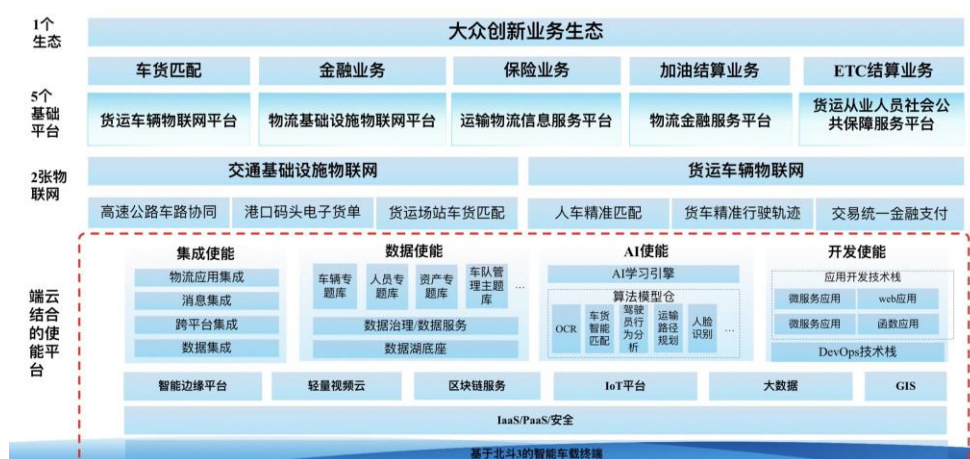 1个
生态
大众创新业务生态
车货匹配
金融业务
保险业务
加油结算业务
ETC结算业务
5个
基础
平台
货运车辆物联网平台
物流基础设施物联网平台
运输物流信息服务平台
物流金融服务平台
货运从业人员社会公
共保障服务平台
2张物
联网
交通基础设施物联网
货运车辆物联网
高速公路车路协同
港口码头电子货单
货运场站车货匹配
人车精准匹配
货车精准行驶轨迹
交易统一金融支付
端云
结合
的使
能平
台
集成使能
物流应用集成
消息集成
跨平台集成
数据集成
数据使能
车辆专
题库
人员专
题库
资产专
题库
车队管
理主题
库
...
数据治理/数据服务
数据湖底座
AI使能
AI学习引擎
算法模型仓
OCR
车货
智能
匹配
驾驶
员行
为分
析
运输
路径
规划
人脸
识别
...
开发使能
应用开发技术栈
微服务应用
web应用
微服务应用
函数应用
DevOps技术栈
智能边缘平台
轻量视频云
区块链服务
IoT平台
大数据
GIS
IaaS/PaaS/安全
基于北斗3的智能车载终端